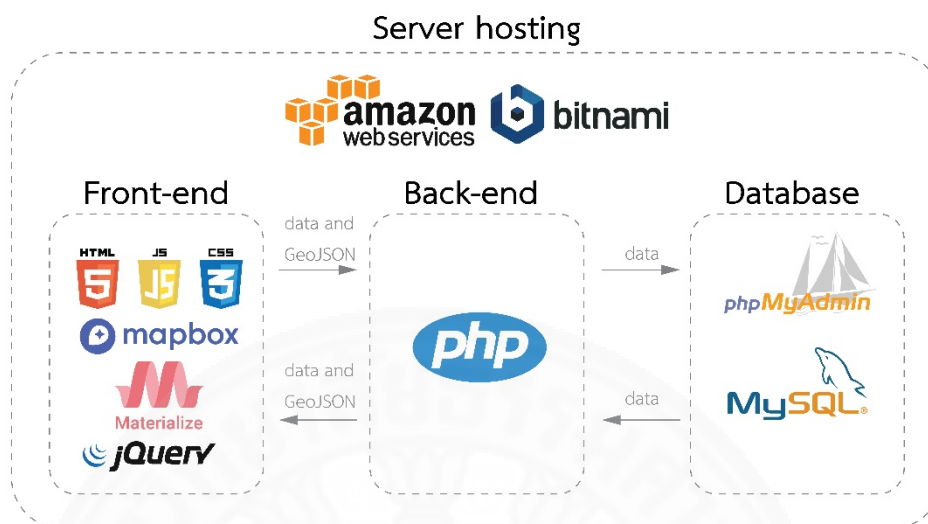 Server hosting
amazon
web services
bitnami
Front-end
Back-end
Database
data and
GeoJSON
data
HTML
5
JS
JS
CSS
3
mapbox
Materialize
jQuery
php
phpMyAdmin
MySQL®
data and
GeoJSON
data